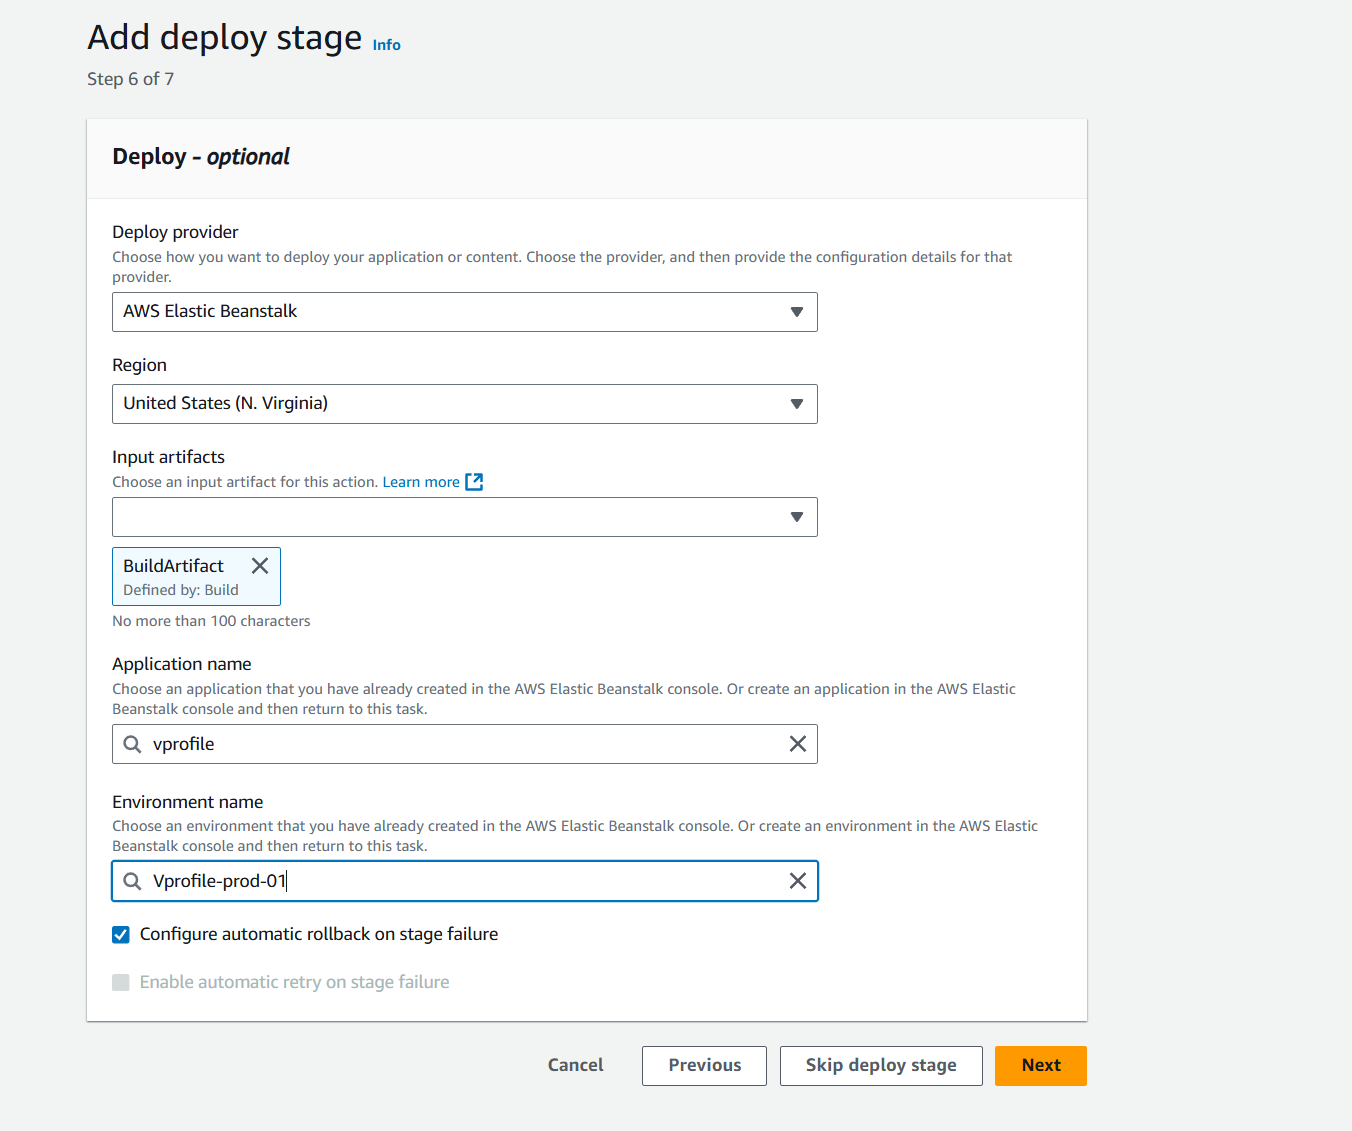 Add deploy stage Info
Step 6 of 7
Deploy – optional
Deploy provider
Choose how you want to deploy your application or content. Choose the provider, and then provide the configuration details for that
provider.
AWS Elastic Beanstalk
Region
United States (N. Virginia)
Input artifacts
Choose an input artifact for this action. Learn more
BuildArtifact
Defined by: Build
No more than 100 characters
Application name
Choose an application that you have already created in the AWS Elastic Beanstalk console. Or create an application in the AWS Elastic
Beanstalk console and then return to this task.
vprofile
Environment name
Choose an environment that you have already created in the AWS Elastic Beanstalk console. Or create an environment in the AWS Elastic
Beanstalk console and then return to this task.
Vprofile-prod-01
Configure automatic rollback on stage failure
Enable automatic retry on stage failure
Cancel Previous Skip deploy stage Next